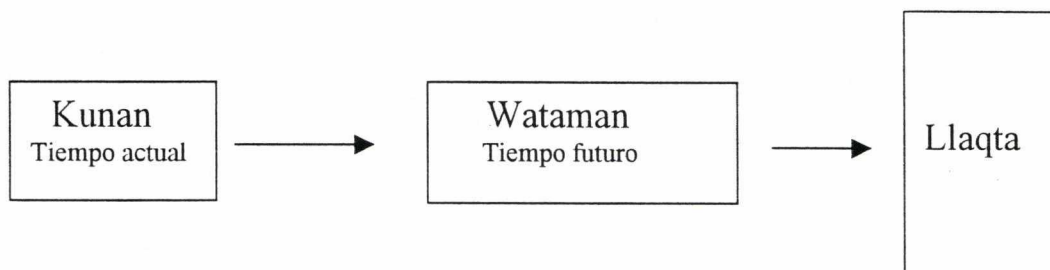 Kunan
Tiempo actual
Wataman
Tiempo futuro
Llaqta